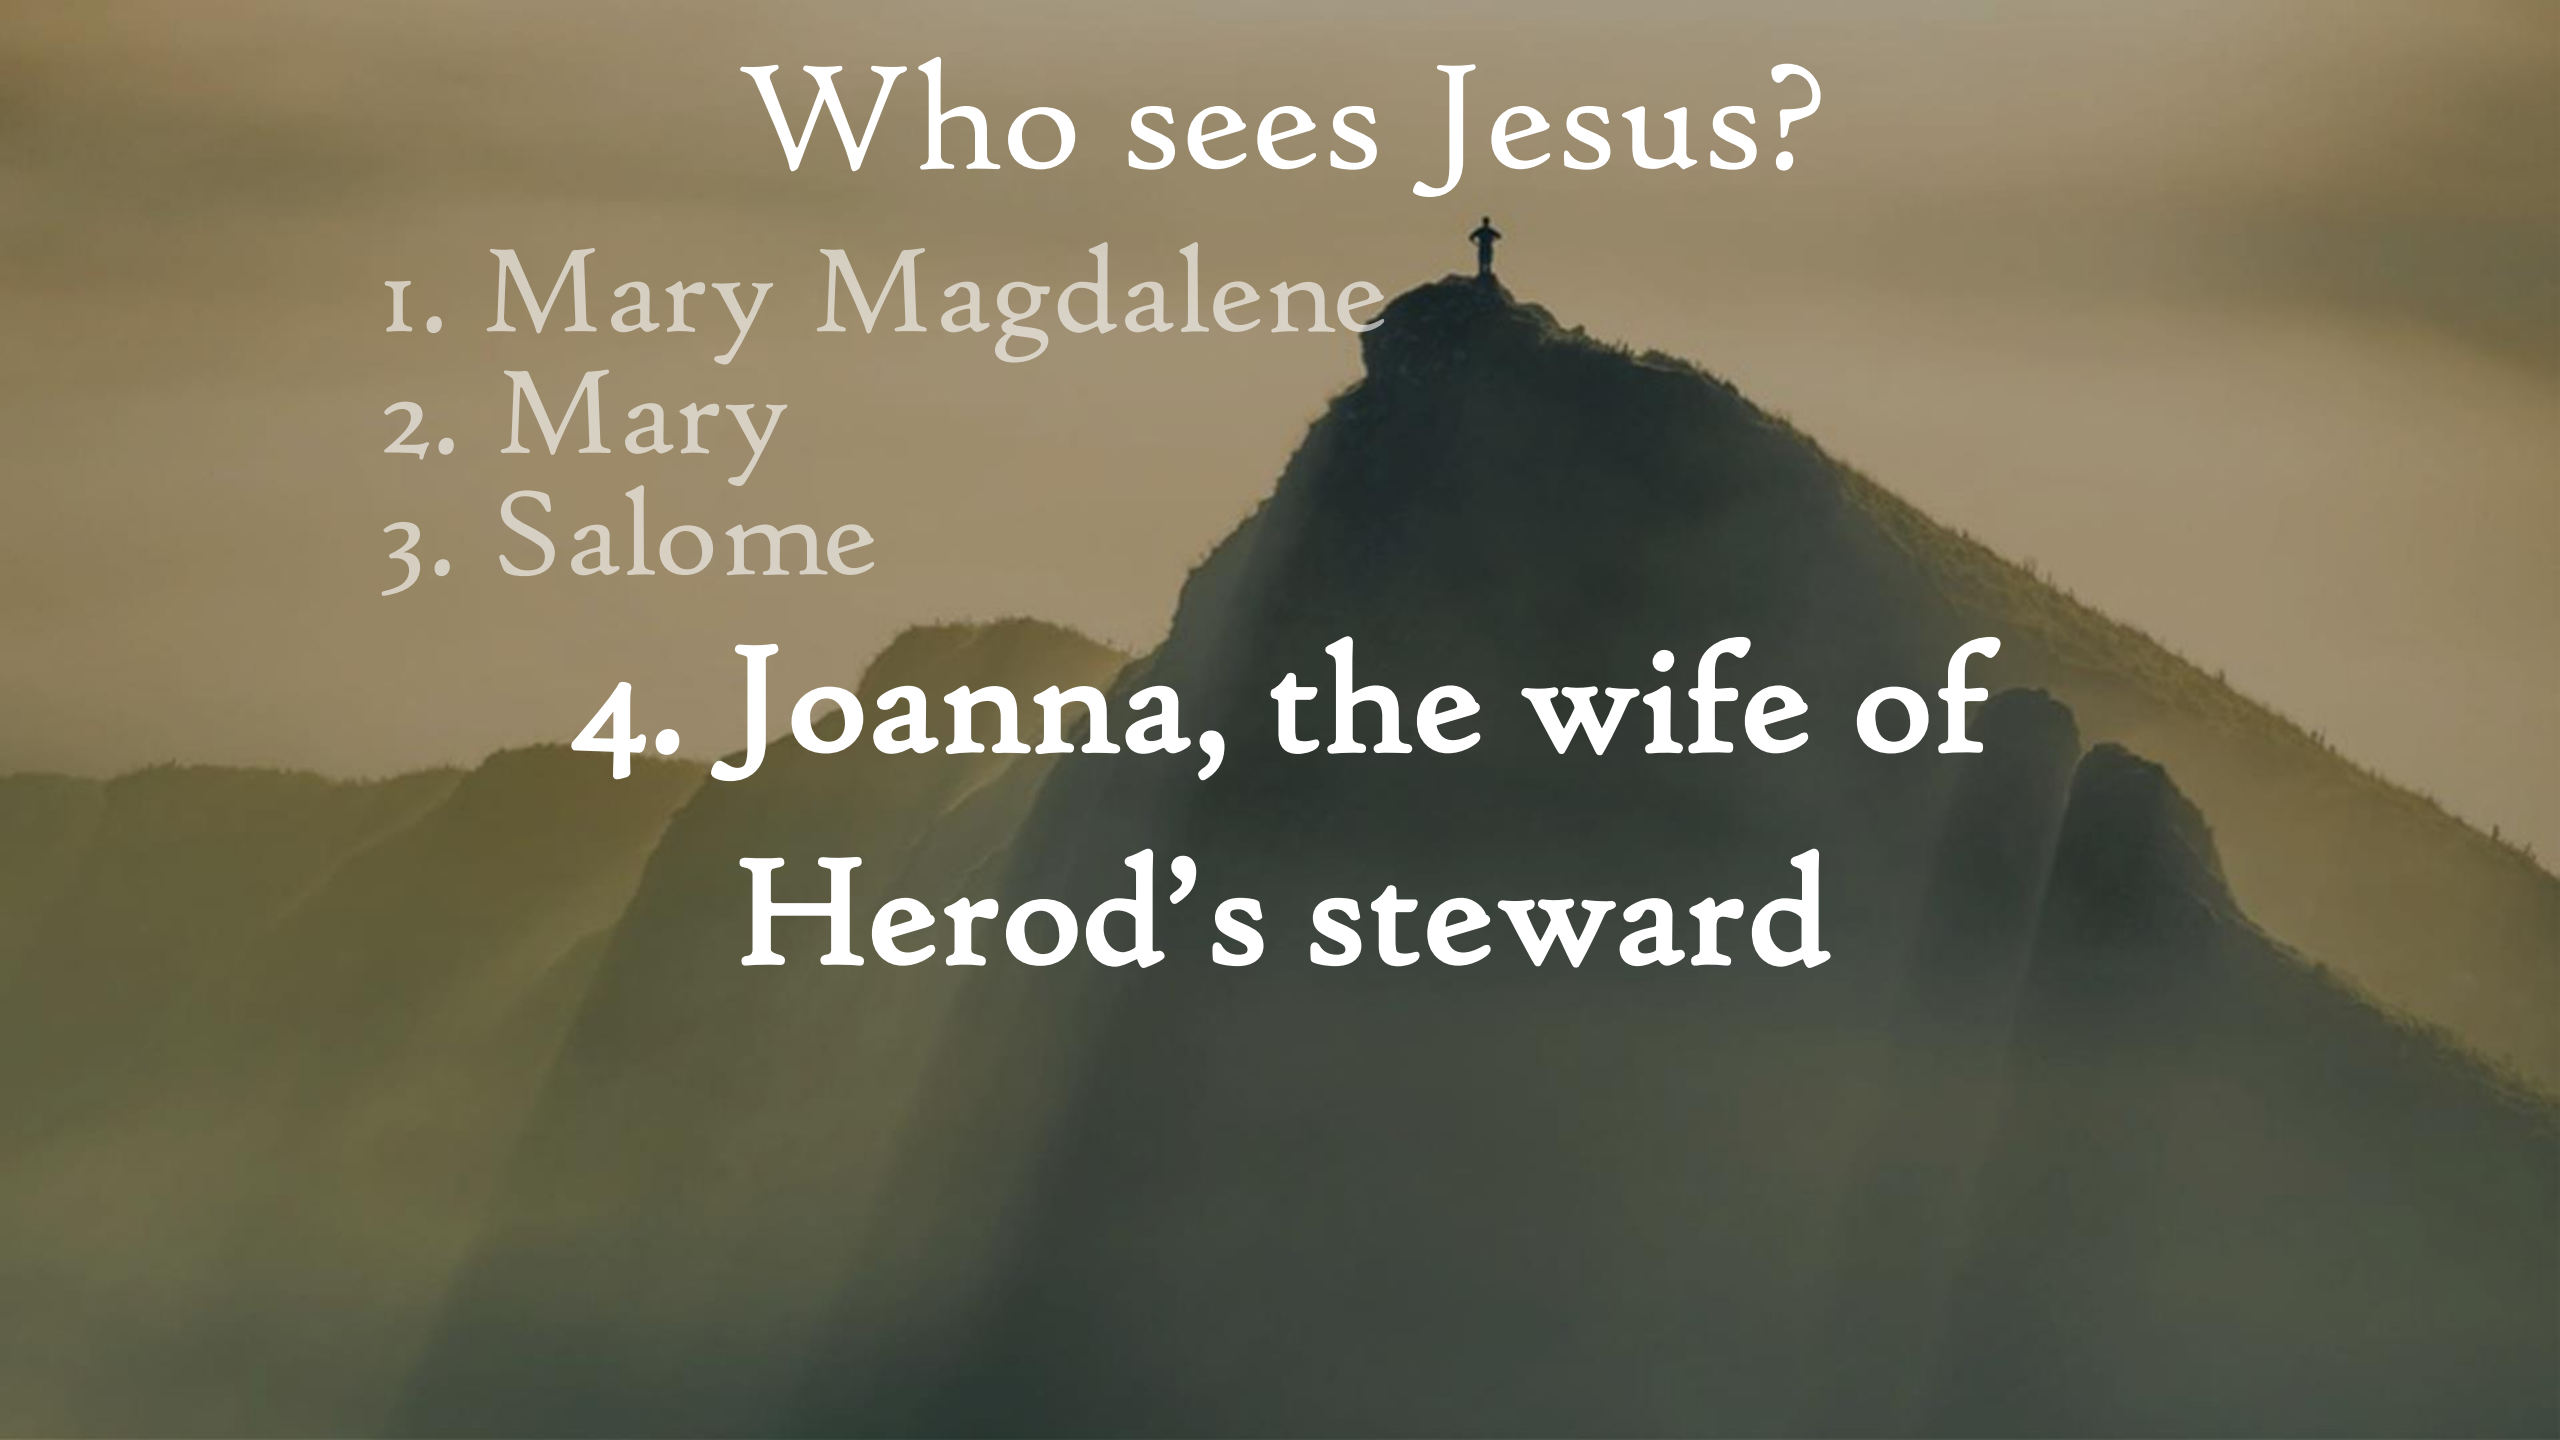 Who sees Jesus?
1. Mary Magdalene
2. Mary
3. Salome
4. Joanna, the wife of
Herod’s steward